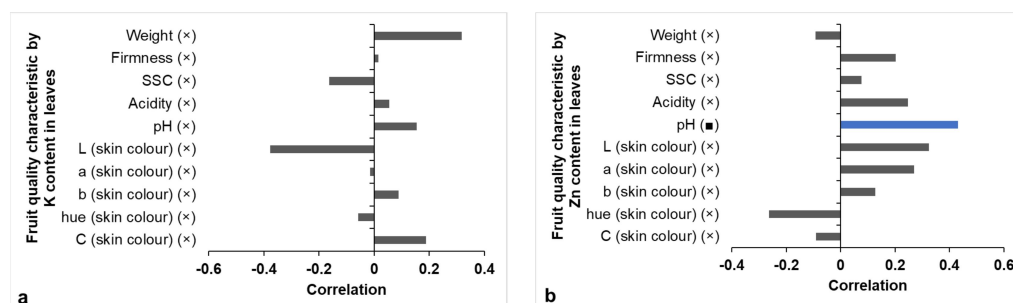 Fruit quality characteristic by
K content in leaves
Weight (×)
Firmness (×)
SSC (×)
Acidity (×)
pH (×)
L (skin colour) (×)
a (skin colour) (×)
b (skin colour) (×)
hue (skin colour) (×)
C (skin colour) (×)
-0.6 -0.4 -0.2 0 0.2 0.4
Correlation
a
Fruit quality characteristic by
Zn content in leaves
Weight (×)
Firmness (×)
SSC (×)
Acidity (×)
pH (■)
L (skin colour) (×)
a (skin colour) (×)
b (skin colour) (×)
hue (skin colour) (×)
C (skin colour) (×)
-0.4 -0.2 0 0.2 0.4 0.6
Correlation
b